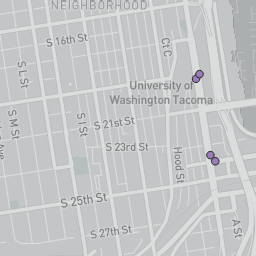 NEIGHBORHOOD
S 16th St
Ct C
S L St
University of
Washington Tacoma
S M St
S I St
S 21st St
S 23rd St
Hood St
S 25th St
A St
S 27th St